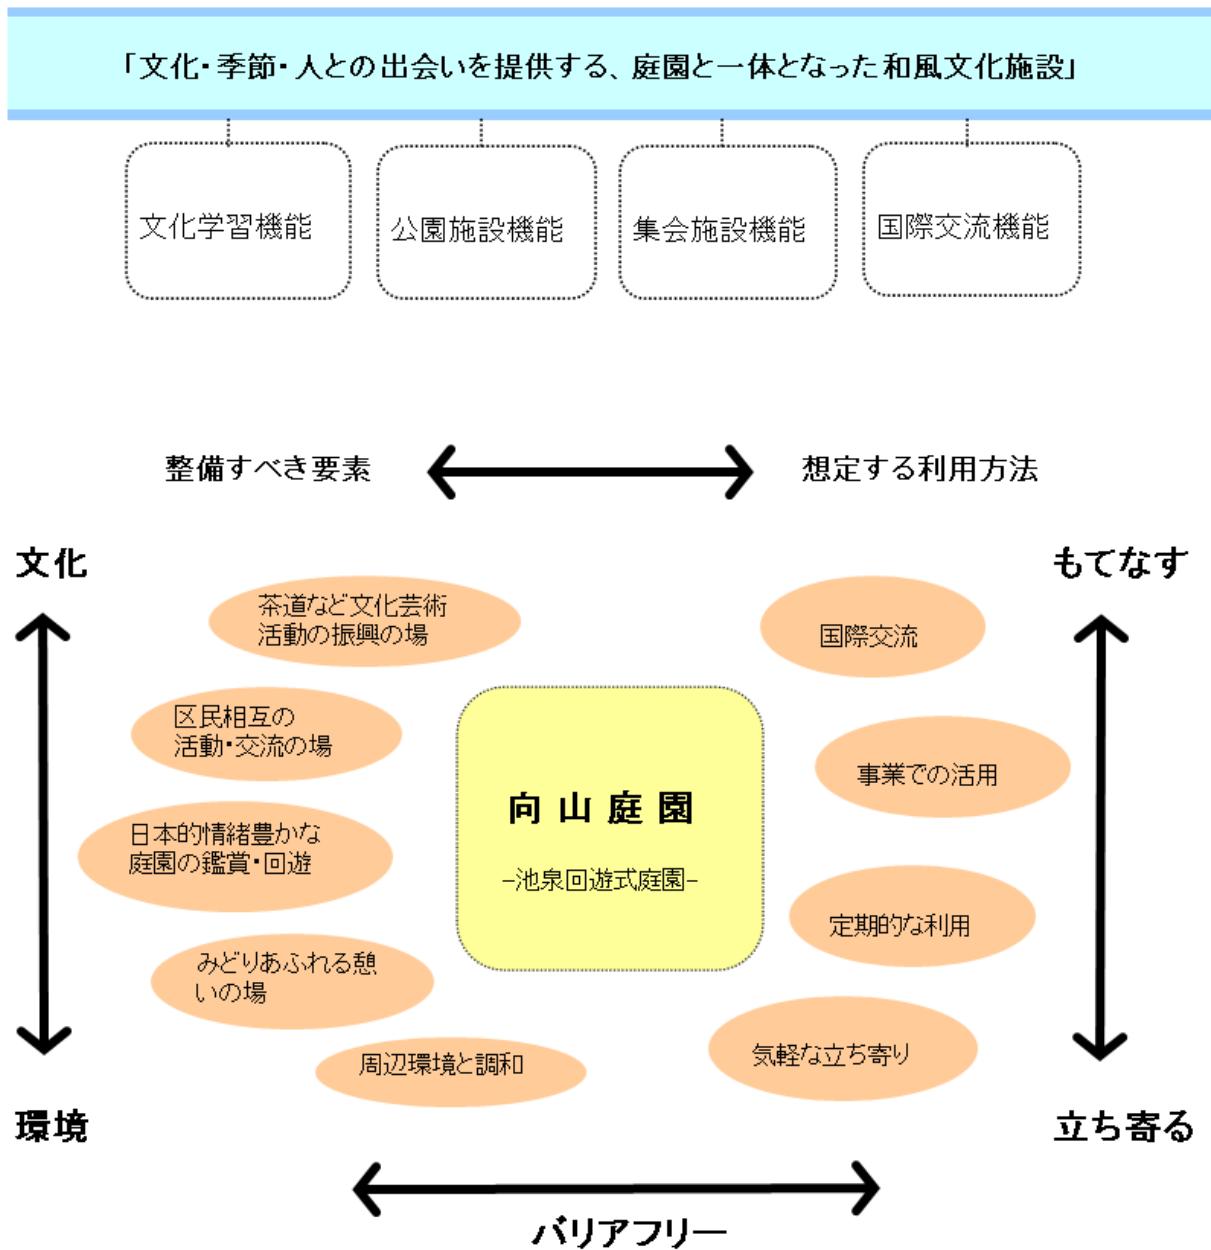 「文化・季節・人との出会いを提供する、庭園と一体となった和風文化施設」
文化学習機能
公園施設機能
集会施設機能
国際交流機能
整備すべき要素
想定する利用方法
文化
もてなす
茶道など文化芸術
活動の振興の場
国際交流
区民相互の
活動・交流の場
事業での活用
向山庭園
−池泉回遊式庭園−
日本的情緒豊かな
庭園の鑑賞・回遊
定期的な利用
みどりあふれる憩
いの場
周辺環境と調和
気軽な立ち寄り
環境
立ち寄る
バリアフリー